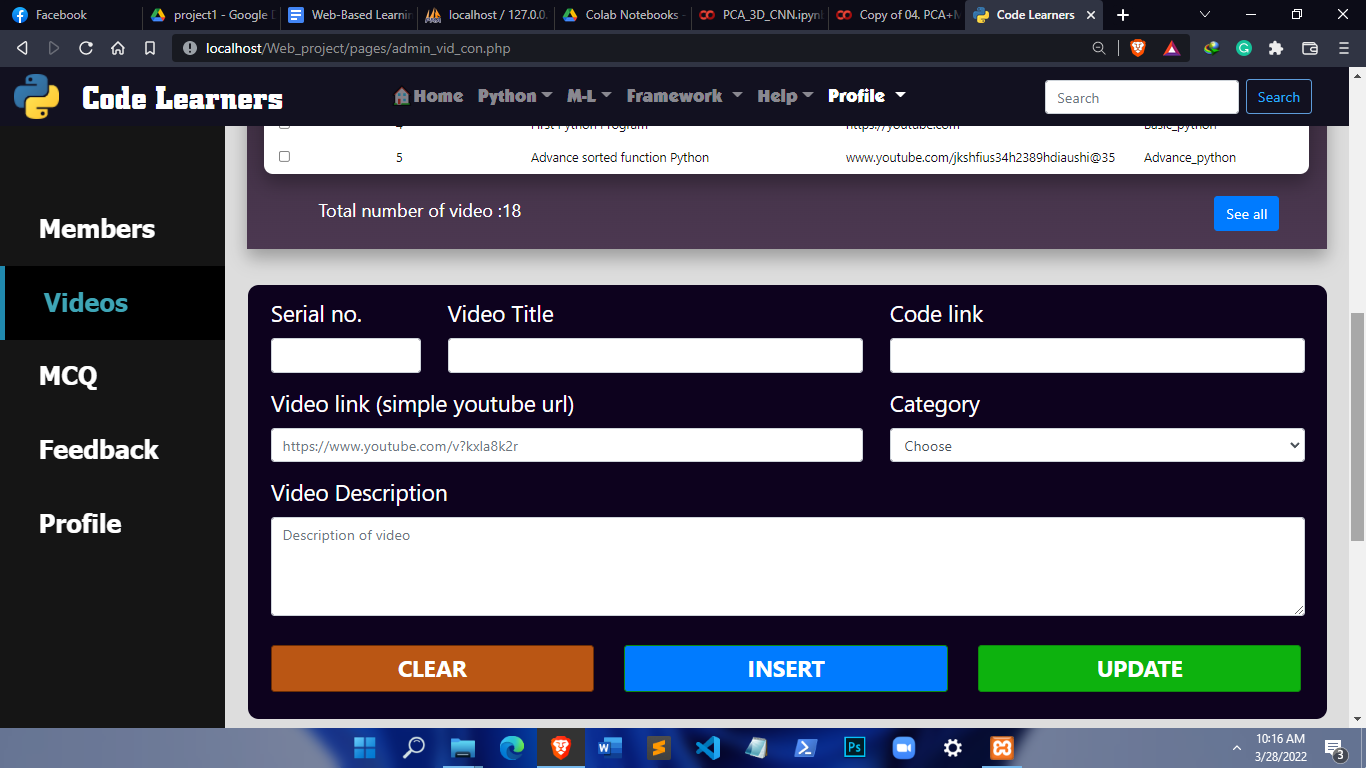 Facebook
project1 - Google D
Web-Based Learnin
localhost / 127.0.0.
Colab Notebooks -
PCA_3D_CNN.ipynb
Copy of 04. PCA+M
Code Learners
localhost/Web_project/pages/admin_vid_con.php
Code Learners
Home
Python
M-L
Framework
Help
Profile
Search
Search
4 First Python Program https://youtube.com Basic_python
5 Advance sorted function Python www.youtube.com/jkshfius34h2389hdiaushi@35 Advance_python
Total number of video :18
See all
Members
Videos
MCQ
Feedback
Profile
Serial no.
Video Title
Code link
Video link (simple youtube url)
Category
https://www.youtube.com/v?kxla8k2r
Choose
Video Description
Description of video
CLEAR
INSERT
UPDATE
10:16 AM
3/28/2022
3